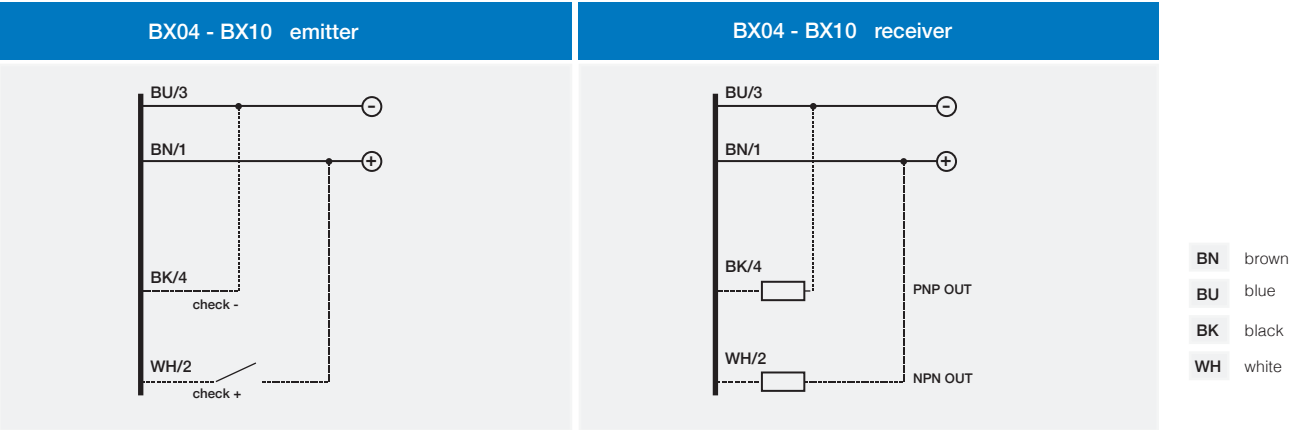 BX04 - BX10 emitter
BU/3
-
BN/1
+
BK/4
check -
WH/2
check +
BX04 - BX10 receiver
BU/3
-
BN/1
+
BK/4
PNP OUT
WH/2
NPN OUT
BN brown
BU blue
BK black
WH white